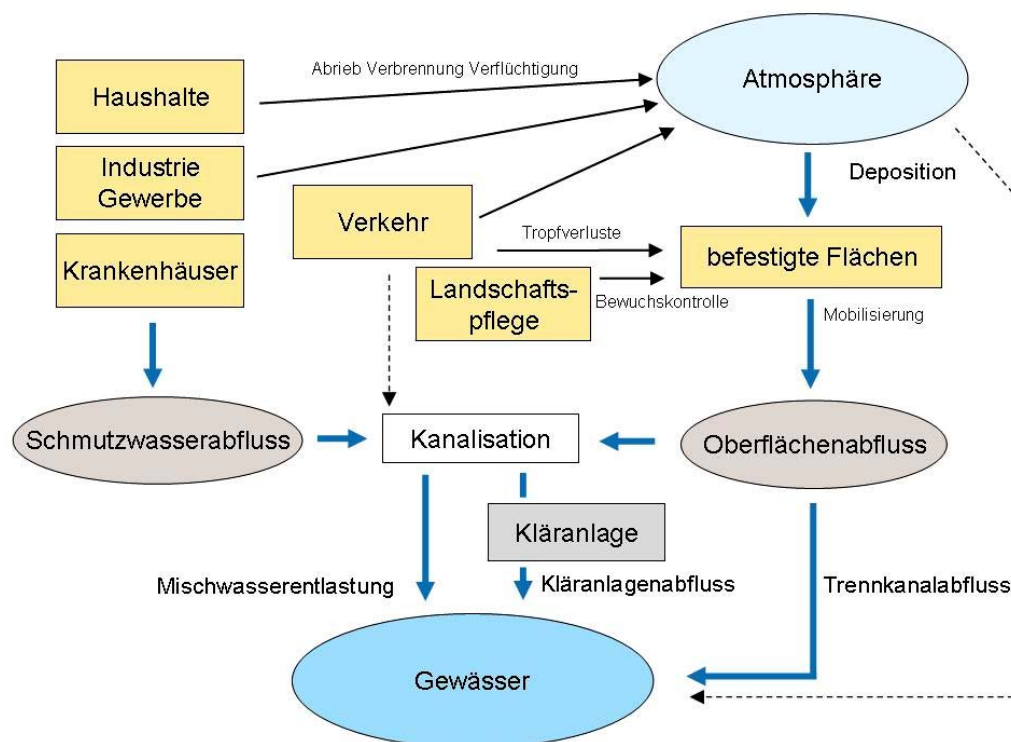 Abrieb Verbrennung Verflüchtigung
Haushalte
Atmosphäre
Industrie
Gewerbe
Deposition
Verkehr
Tropfverluste
befestigte Flächen
Krankenhäuser
Landschafts-
pflege
Bewuchskontrolle
Mobilisierung
Schmutzwasserabfluss
Kanalisation
Oberflächenabfluss
Kläranlage
Mischwasserentlastung
Kläranlagenabfluss
Trennkanalabfluss
Gewässer